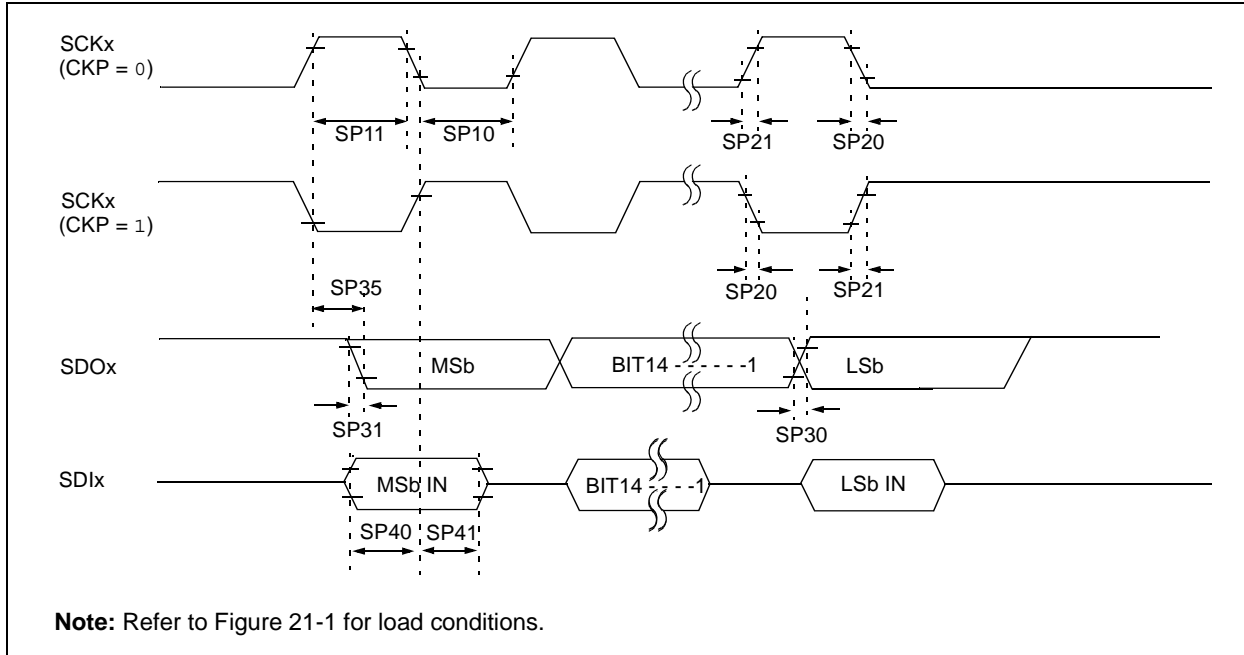 SCKx
(CKP = 0)
SP11
SP10
SP21
SP20
SCKx
(CKP = 1)
SP35
SP20
SP21
SDOx
MSb
BIT14 - - - - - -1
LSb
SP31
SP30
SDIx
MSb IN
BIT14 - - - -1
LSb IN
SP40
SP41
Note: Refer to Figure 21-1 for load conditions.